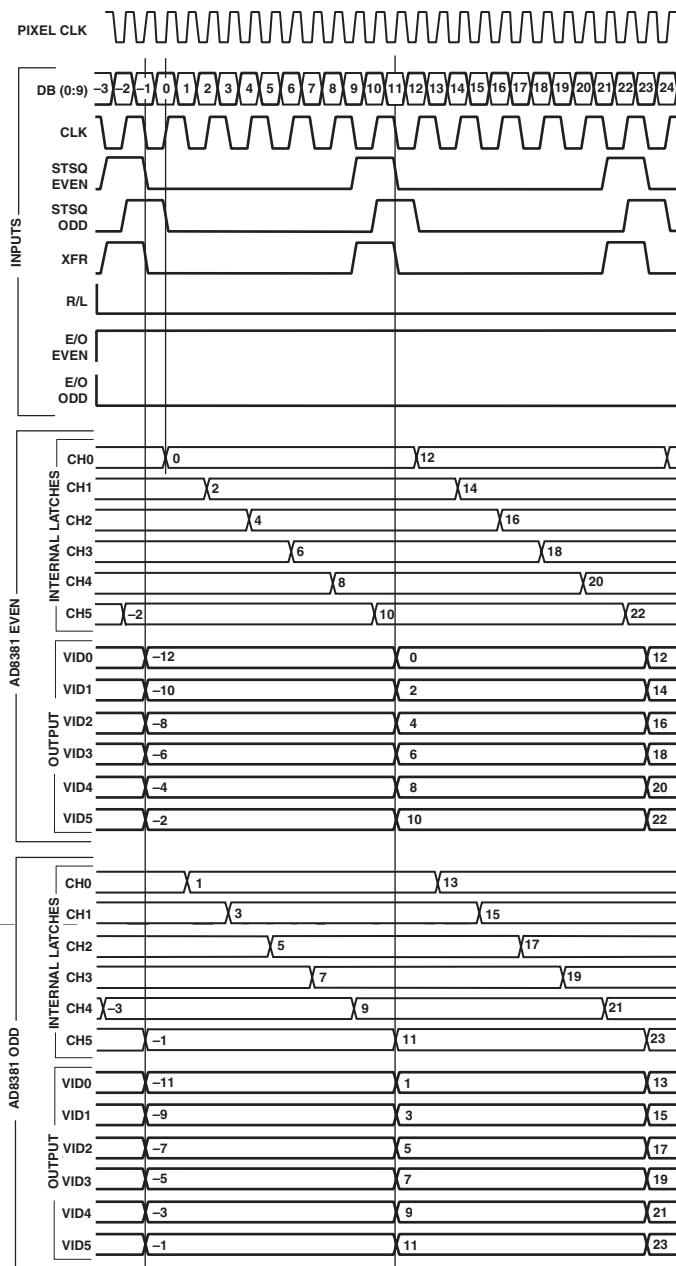 PIXEL CLK
INPUTS
DB (0:9) –3 –2 –1 0 1 2 3 4 5 6 7 8 9 10 11 12 13 14 15 16 17 18 19 20 21 22 23 24
CLK
STSQ
EVEN
STSQ
ODD
XFR
R/L
E/O
EVEN
E/O
ODD
AD8381 EVEN
INTERNAL LATCHES
CH0 0 12
CH1 2 14
CH2 4 16
CH3 6 18
CH4 8 20
CH5 –2 10 22
OUTPUT
VID0 –12 0 12
VID1 –10 2 14
VID2 –8 4 16
VID3 –6 6 18
VID4 –4 8 20
VID5 –2 10 22
AD8381 ODD
INTERNAL LATCHES
CH0 1 13
CH1 3 15
CH2 5 17
CH3 7 19
CH4 –3 9 21
CH5 –1 11 23
OUTPUT
VID0 –11 1 13
VID1 –9 3 15
VID2 –7 5 17
VID3 –5 7 19
VID4 –3 9 21
VID5 –1 11 23